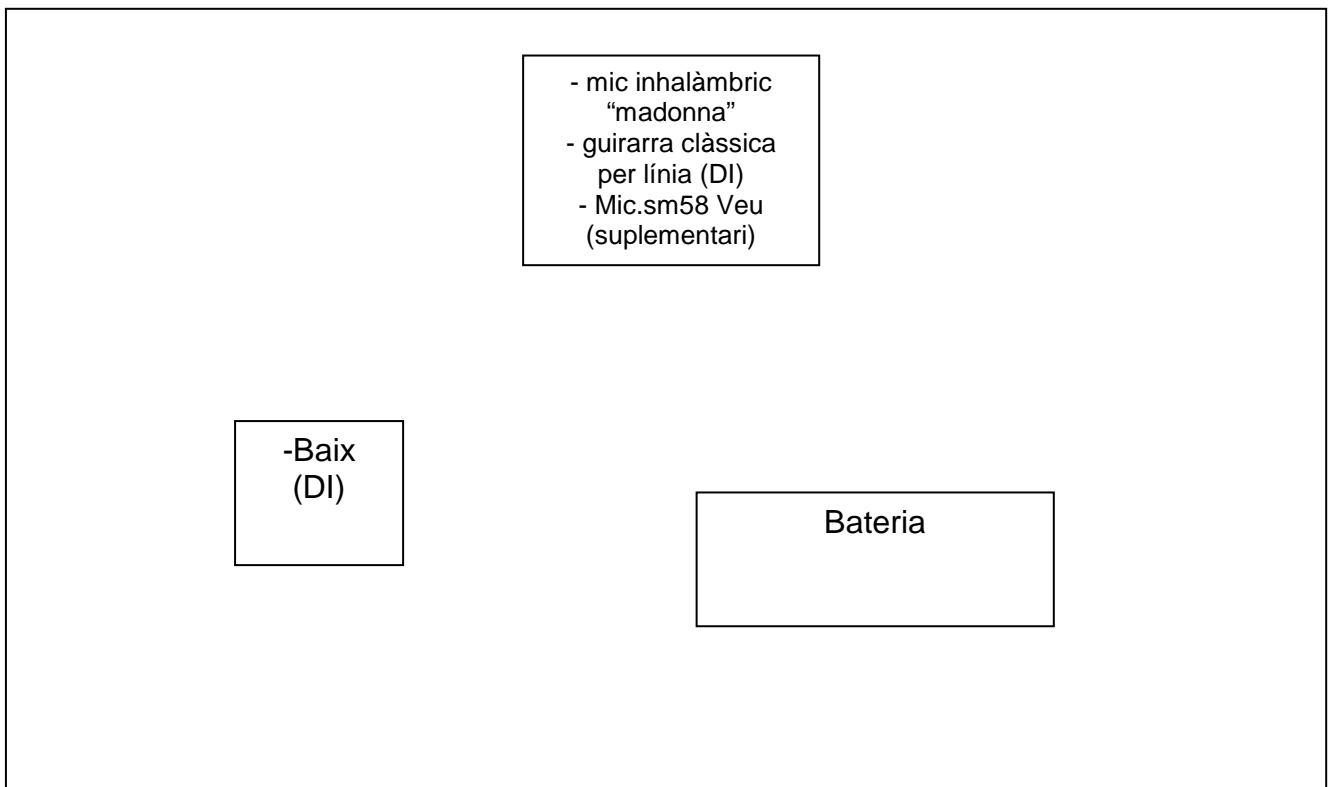 - mic inhalàmbric
“madonna”
- guirarra clàssica
per línia (DI)
- Mic.sm58 Veu
(suplementari)
-Baix
(DI)
Bateria